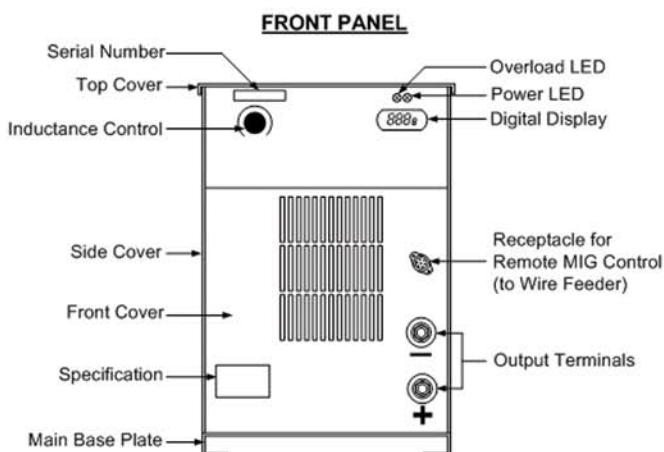 FRONT PANEL
Serial Number
Top Cover
Inductance Control
Side Cover
Front Cover
Specification
Main Base Plate
Overload LED
Power LED
Digital Display
8888
Receptacle for
Remote MIG Control
(to Wire Feeder)
Output Terminals
−
+